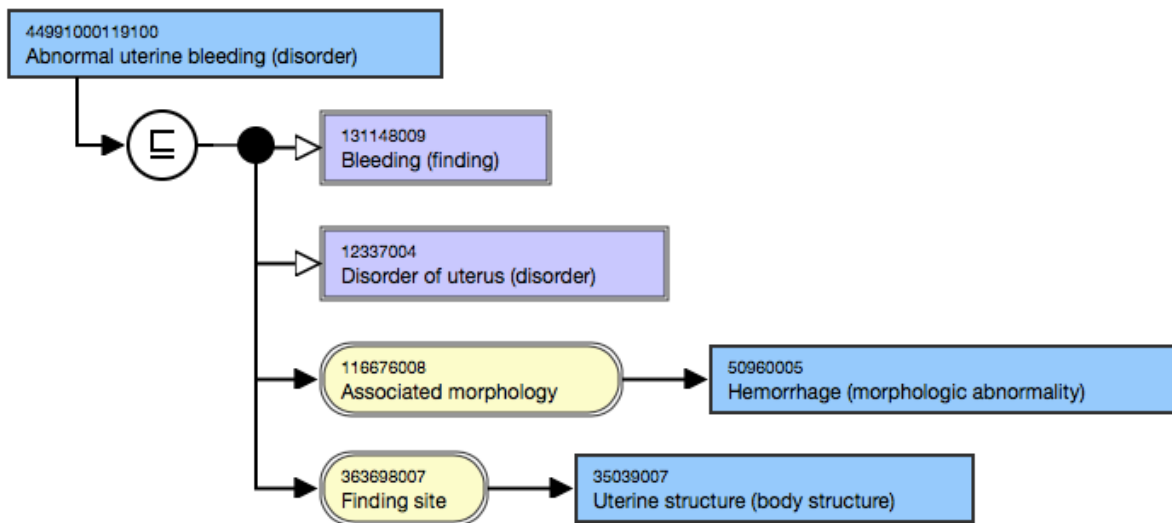 44991000119100
Abnormal uterine bleeding (disorder)
⊑
131148009
Bleeding (finding)
12337004
Disorder of uterus (disorder)
116676008
Associated morphology
50960005
Hemorrhage (morphologic abnormality)
363698007
Finding site
35039007
Uterine structure (body structure)